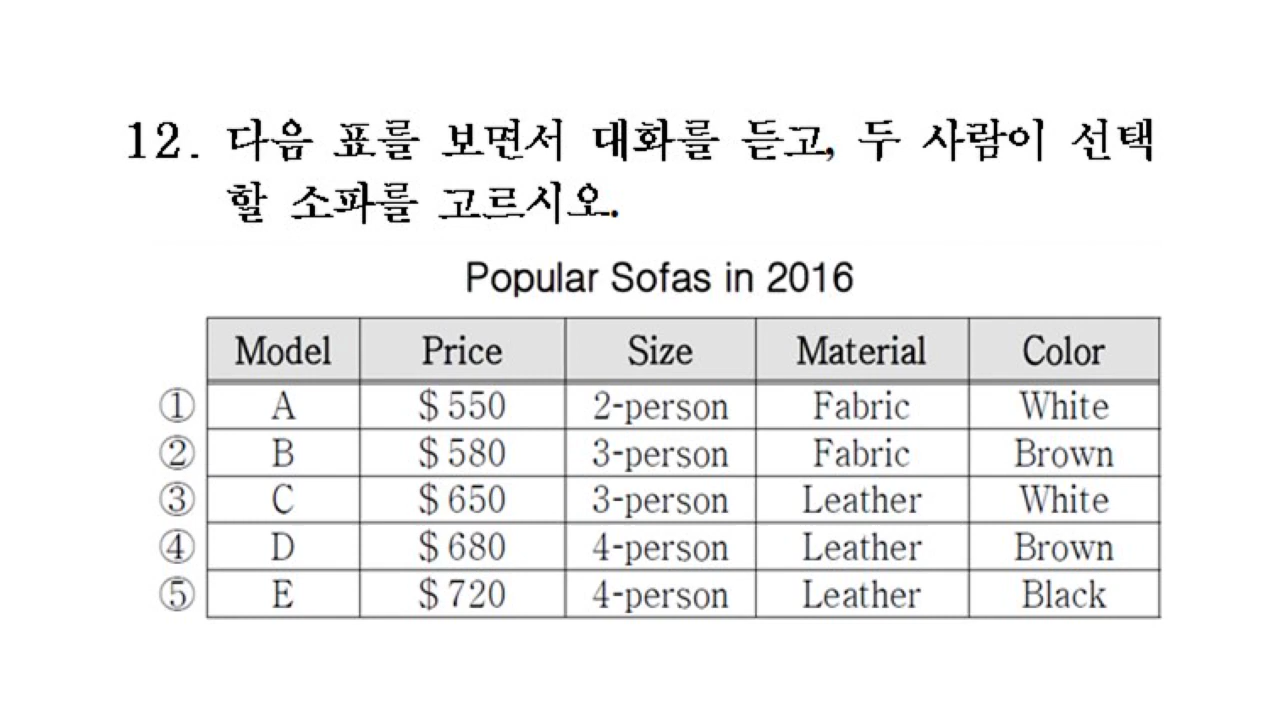 12. 다음 표를 보면서 대화를 듣고, 두 사람이 선택
할 소파를 고르시오.
Popular Sofas in 2016
Model Price Size Material Color
① A $ 550 2-person Fabric White
② B $ 580 3-person Fabric Brown
③ C $ 650 3-person Leather White
④ D $ 680 4-person Leather Brown
⑤ E $ 720 4-person Leather Black